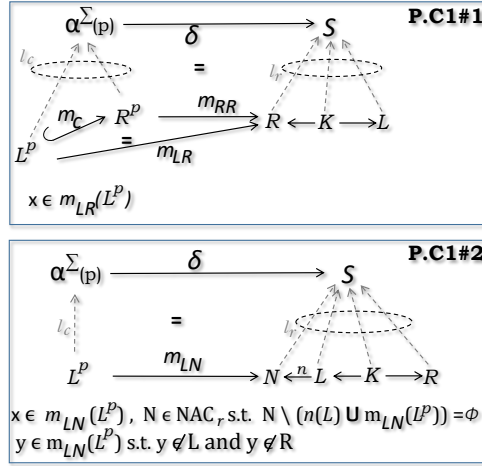 α^Σ(p) δ S P.C1#1
l_c = l_r
m_C R^p m_RR R K L
L^p = m_LR
x ∈ m_LR(L^p)
α^Σ(p) δ S P.C1#2
l_c = l_r
L^p m_LN N n L K R
x ∈ m_LN(L^p) , N ∈ NAC_r s.t. N \ (n(L) U m_LN(L^p)) =Φ
y ∈ m_LN(L^p) s.t. y ∉ L and y ∉ R